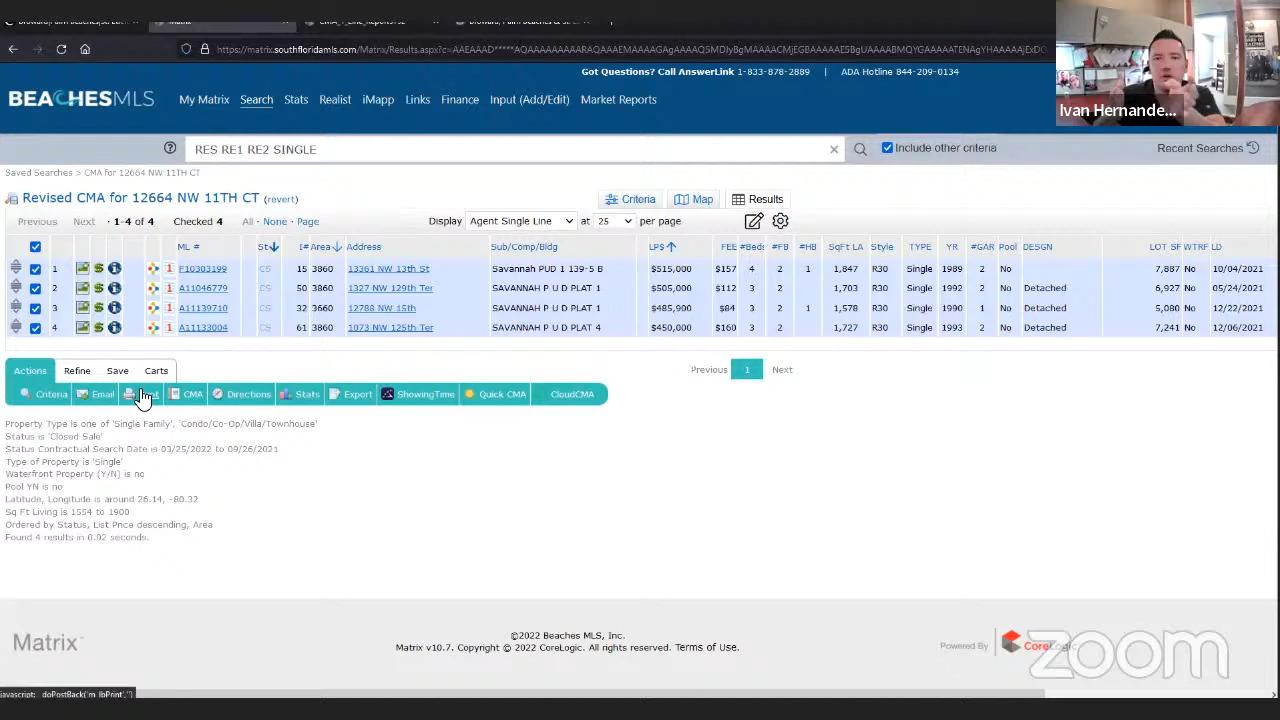 Matrix
https://matrix.southfloridamls.com/Matrix/Results.aspx?c=
Got Questions? Call AnswerLink 1-833-878-2889 | ADA Hotline 844-209-0134
Ivan Hernande...
BEACHESMLS My Matrix Search Stats Realist iMapp Links Finance Input (Add/Edit) Market Reports
RES RE1 RE2 SINGLE Include other criteria Recent Searches
Saved Searches > CMA for 12664 NW 11TH CT
Revised CMA for 12664 NW 11TH CT (revert) Criteria Map Results
Previous Next · 1-4 of 4 Checked 4 All · None · Page Display Agent Single Line at 25 per page
ML # St I# Area Address Sub/Comp/Bldg LP$ FEE #Beds #FB #HB SqFt LA Style TYPE YR #GAR Pool DESGN LOT SF WTRF LD
1 F10303199 CS 15 3860 13361 NW 13th St Savannah PUD 1 139-5 B $515,000 $157 4 2 1 1,847 R30 Single 1989 2 No 7,887 No 10/04/2021
2 A11046779 CS 50 3860 1327 NW 129th Ter SAVANNAH P U D PLAT 1 $505,000 $112 3 2 1,703 R30 Single 1992 2 No Detached 6,927 No 05/24/2021
3 A11139710 CS 32 3860 12788 NW 15th SAVANNAH P U D PLAT 1 $485,900 $84 3 2 1 1,578 R30 Single 1990 1 No Detached 5,080 No 12/22/2021
4 A11133004 CS 61 3860 1073 NW 125th Ter SAVANNAH P U D PLAT 4 $450,000 $160 3 2 1,727 R30 Single 1993 2 No Detached 7,241 No 12/06/2021
Actions Refine Save Carts Previous 1 Next
Criteria Email CMA Directions Stats Export ShowingTime Quick CMA CloudCMA
Property Type is one of 'Single Family', 'Condo/Co-Op/Villa/Townhouse'
Status is 'Closed Sale'
Status Contractual Search Date is 03/25/2022 to 09/26/2021
Type of Property is 'Single'
Waterfront Property (Y/N) is no
Pool YN is no
Latitude, Longitude is around 26.14, -80.32
Sq Ft Living is 1554 to 1900
Ordered by Status, List Price descending, Area
Found 4 results in 0.02 seconds.
Matrix
©2022 Beaches MLS, Inc.
Matrix v10.7. Copyright © 2022 CoreLogic. All rights reserved. Terms of Use.
Powered By CoreLogic
zoom
javascript:__doPostBack('m_lbPrint','')